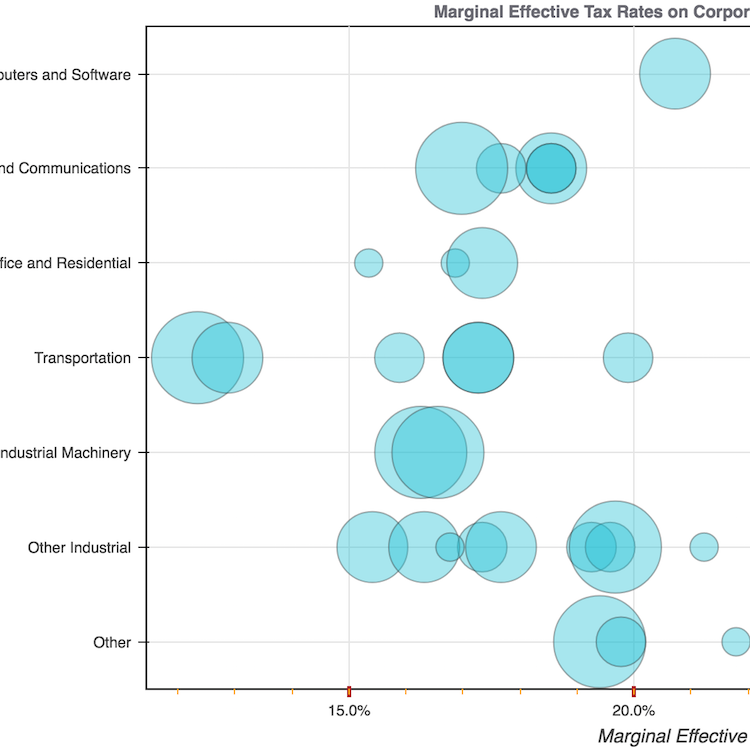 Marginal Effective Tax Rates on Corpor
puters and Software
nd Communications
fice and Residential
Transportation
ndustrial Machinery
Other Industrial
Other
15.0% 20.0%
Marginal Effective